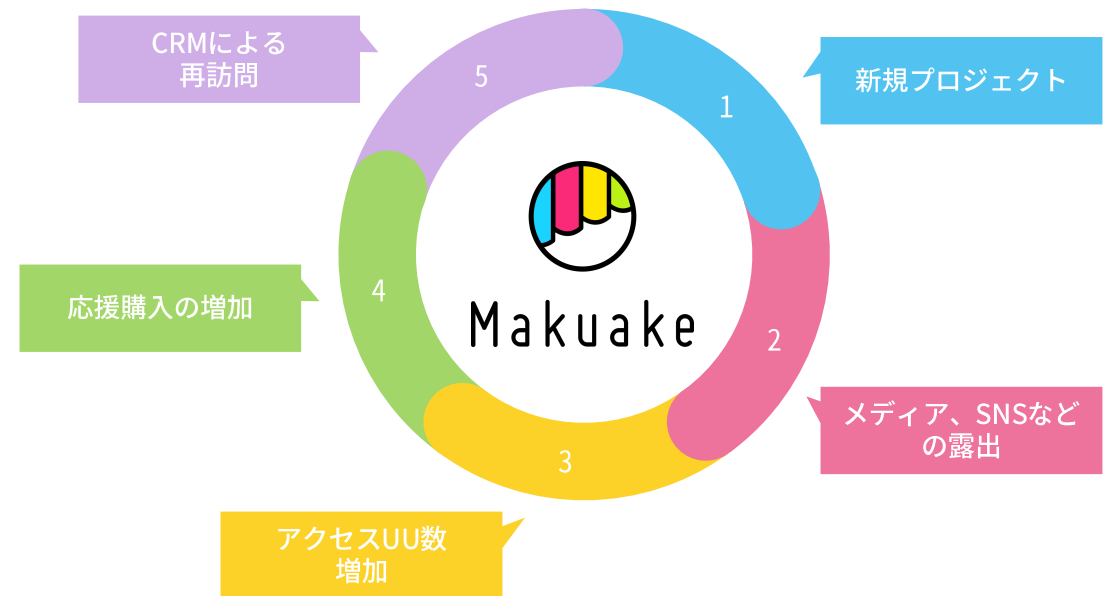 CRMによる
再訪問
5
1
新規プロジェクト
応援購入の増加
4
Makuake
2
メディア、SNSなど
の露出
3
アクセスUU数
増加